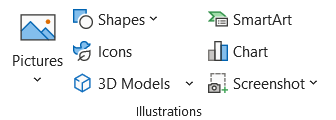 Pictures
Shapes
Icons
3D Models
SmartArt
Chart
Screenshot
Illustrations